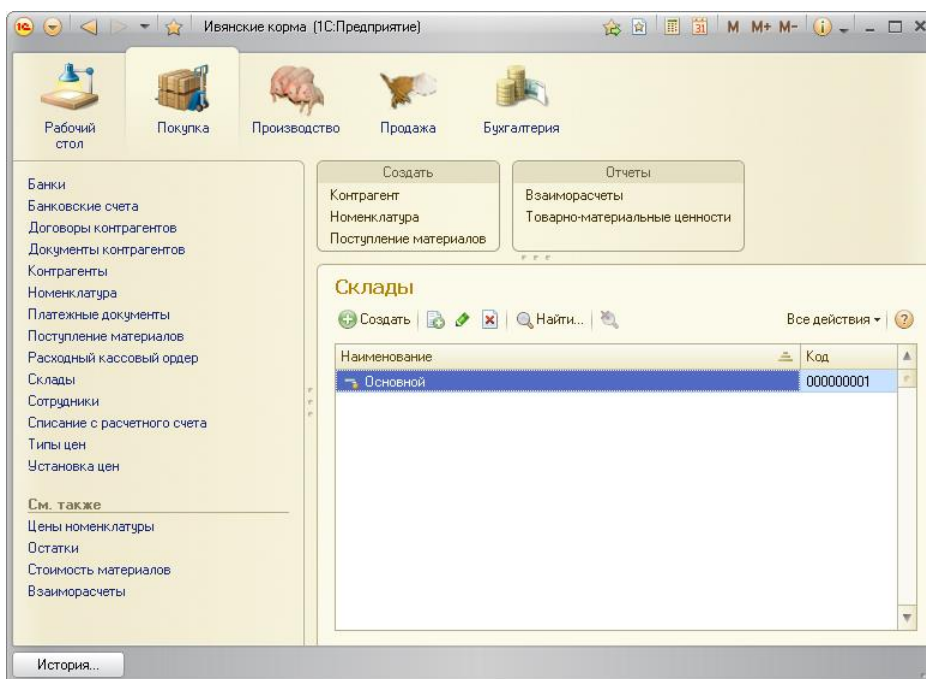 Ивянские корма (1С:Предприятие)
31 M M+ M-
Рабочий стол
Покупка
Производство
Продажа
Бухгалтерия
Банки
Банковские счета
Договоры контрагентов
Документы контрагентов
Контрагенты
Номенклатура
Платежные документы
Поступление материалов
Расходный кассовый ордер
Склады
Сотрудники
Списание с расчетного счета
Типы цен
Установка цен
См. также
Цены номенклатуры
Остатки
Стоимость материалов
Взаиморасчеты
Создать
Контрагент
Номенклатура
Поступление материалов
Отчеты
Взаиморасчеты
Товарно-материальные ценности
Склады
Создать Найти... Все действия ?
Наименование Код
Основной 000000001
История...